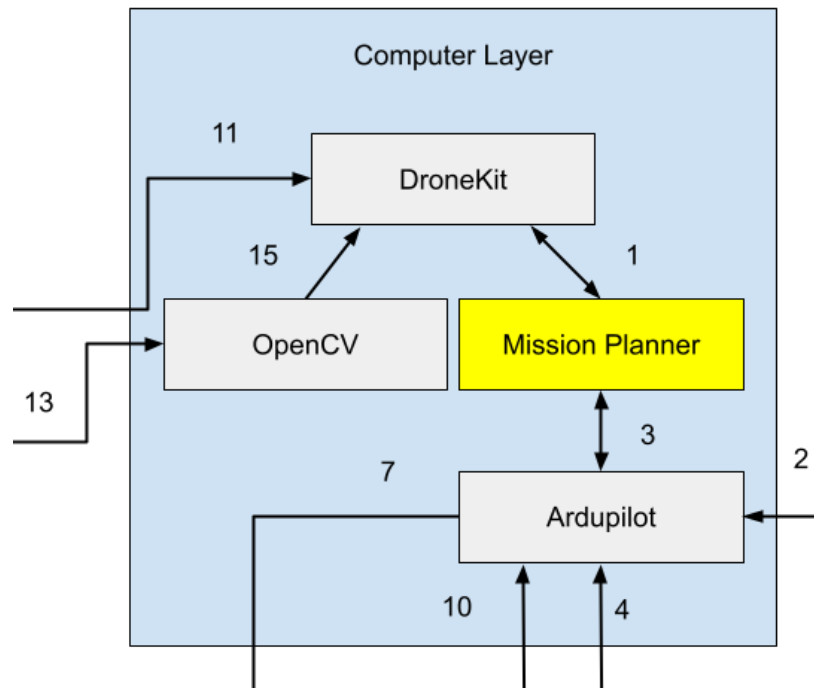 Computer Layer
11
DroneKit
15
1
OpenCV
Mission Planner
13
3
7
2
Ardupilot
10
4